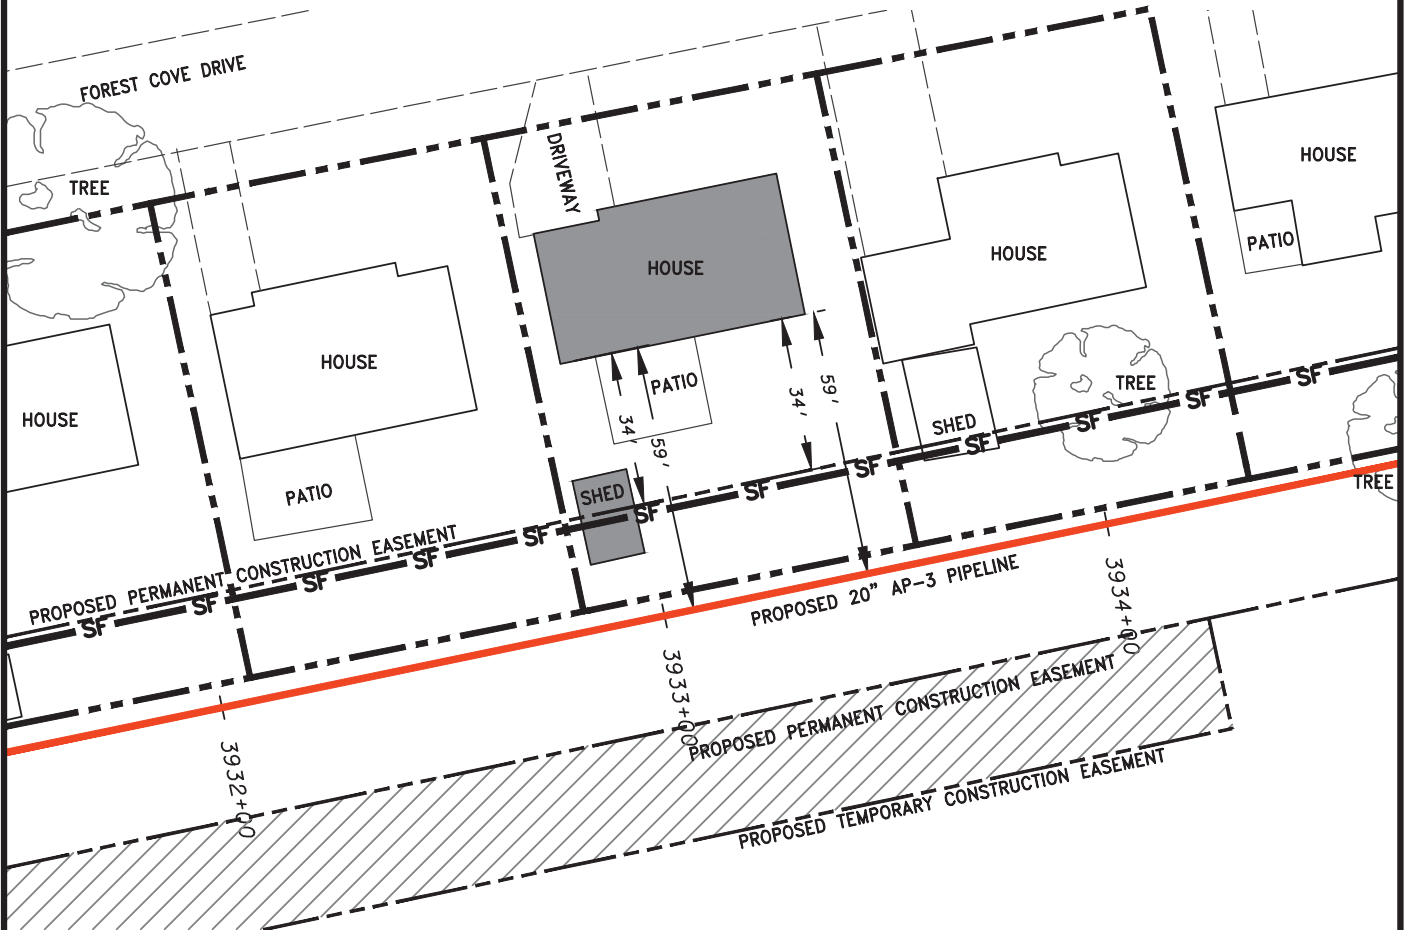 FOREST COVE DRIVE
TREE
DRIVEWAY
HOUSE
HOUSE
HOUSE
PATIO
HOUSE
HOUSE
PATIO
34'
59'
34'
59'
PATIO
SHED
SHED
TREE
TREE
PROPOSED PERMANENT CONSTRUCTION EASEMENT
SF
SF
SF
SF
SF
SF
SF
SF
SF
SF
SF
SF
PROPOSED 20" AP-3 PIPELINE
3932+00
3933+00
3934+00
PROPOSED PERMANENT CONSTRUCTION EASEMENT
PROPOSED TEMPORARY CONSTRUCTION EASEMENT